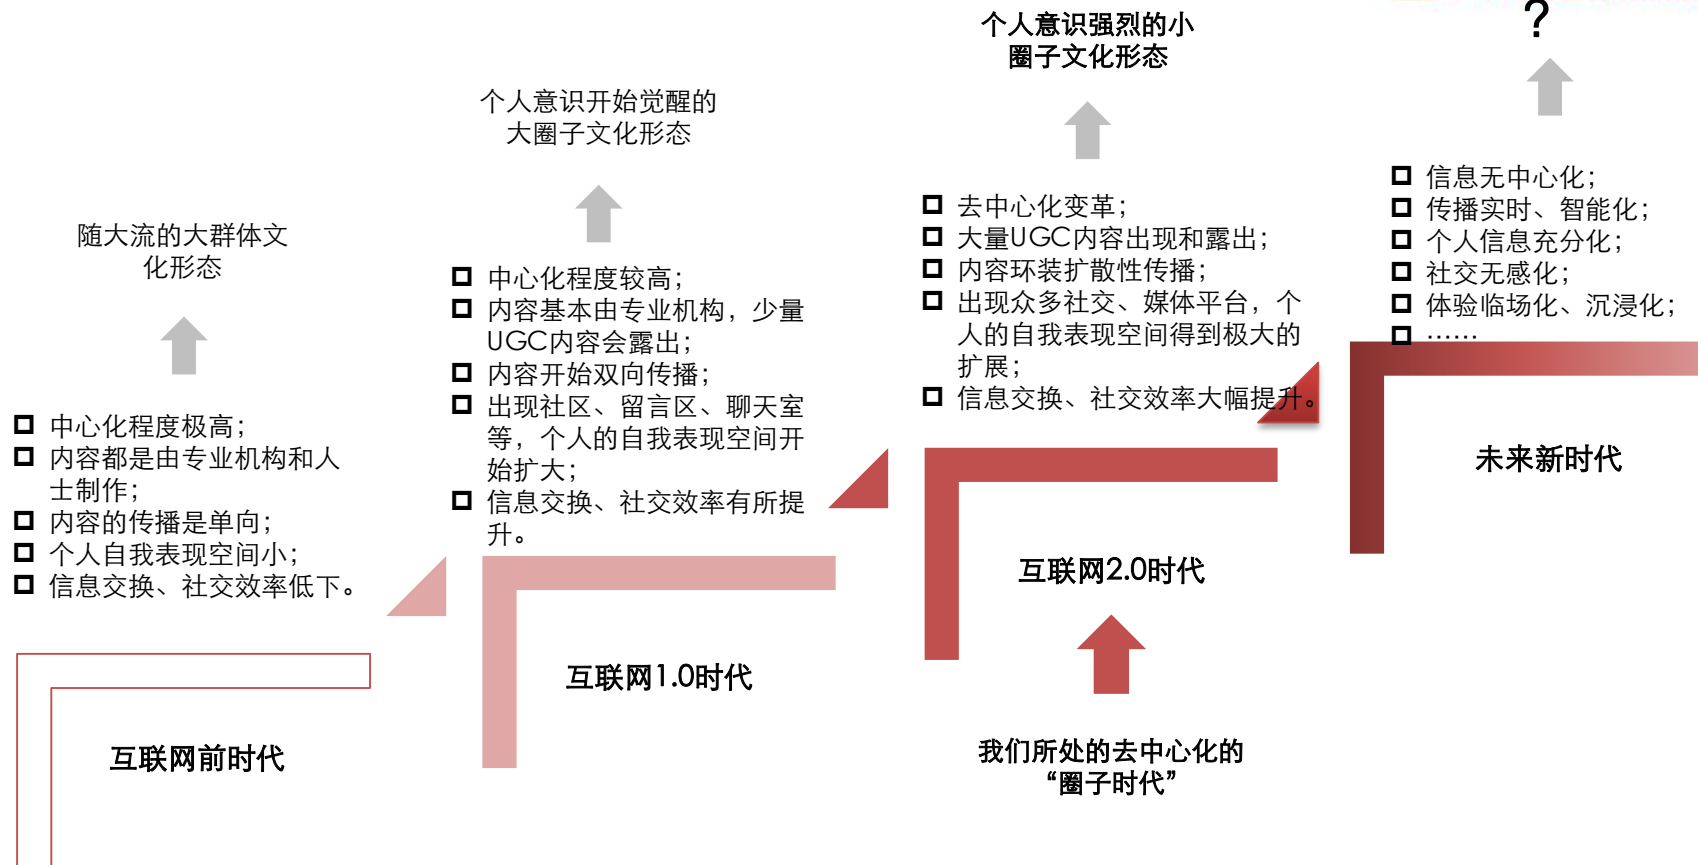 随大流的大群体文
化形态
中心化程度极高；
内容都是由专业机构和人
士制作；
内容的传播是单向；
个人自我表现空间小；
信息交换、社交效率低下。
互联网前时代
个人意识开始觉醒的
大圈子文化形态
中心化程度较高；
内容基本由专业机构，少量
UGC内容会露出；
内容开始双向传播；
出现社区、留言区、聊天室
等，个人的自我表现空间开
始扩大；
信息交换、社交效率有所提
升。
互联网1.0时代
个人意识强烈的小
圈子文化形态
去中心化变革；
大量UGC内容出现和露出；
内容环装扩散性传播；
出现众多社交、媒体平台，个
人的自我表现空间得到极大的
扩展；
信息交换、社交效率大幅提升。
互联网2.0时代
我们所处的去中心化的
“圈子时代”
？
信息无中心化；
传播实时、智能化；
个人信息充分化；
社交无感化；
体验临场化、沉浸化；
……
未来新时代